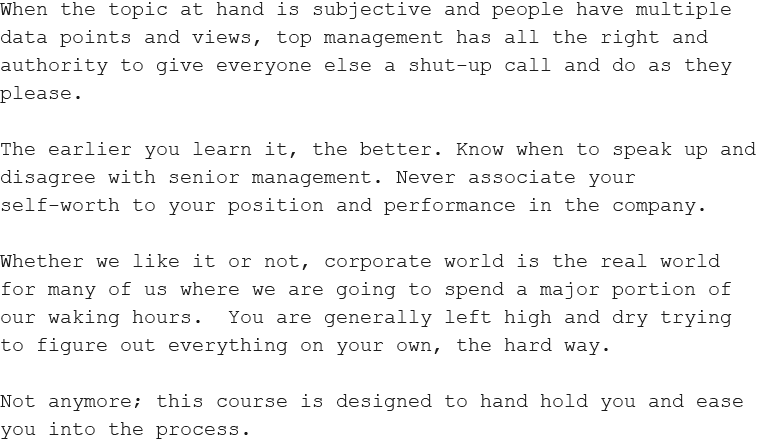 When the topic at hand is subjective and people have multiple
data points and views, top management has all the right and
authority to give everyone else a shut-up call and do as they
please.

The earlier you learn it, the better. Know when to speak up and
disagree with senior management. Never associate your
self-worth to your position and performance in the company.

Whether we like it or not, corporate world is the real world
for many of us where we are going to spend a major portion of
our waking hours.  You are generally left high and dry trying
to figure out everything on your own, the hard way.

Not anymore; this course is designed to hand hold you and ease
you into the process.